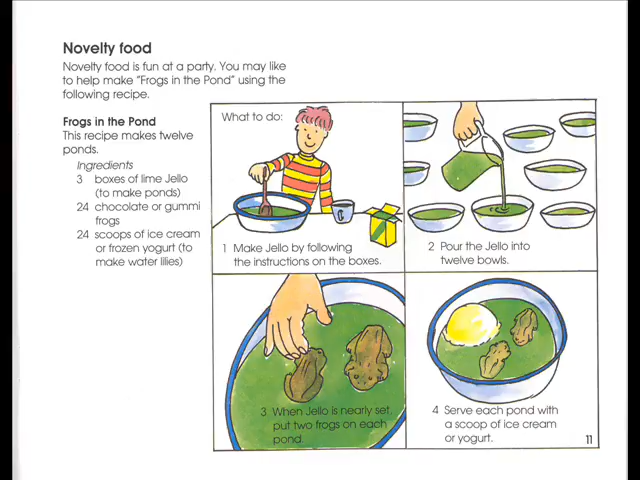 Novelty food
Novelty food is fun at a party. You may like
to help make "Frogs in the Pond" using the
following recipe.
Frogs in the Pond
This recipe makes twelve
ponds.
Ingredients
3 boxes of lime Jello
(to make ponds)
24 chocolate or gummi
frogs
24 scoops of ice cream
or frozen yogurt (to
make water lilies)
What to do:
1 Make Jello by following
the instructions on the boxes.
2 Pour the Jello into
twelve bowls.
3 When Jello is nearly set,
put two frogs on each
pond.
4 Serve each pond with
a scoop of ice cream
or yogurt.
11